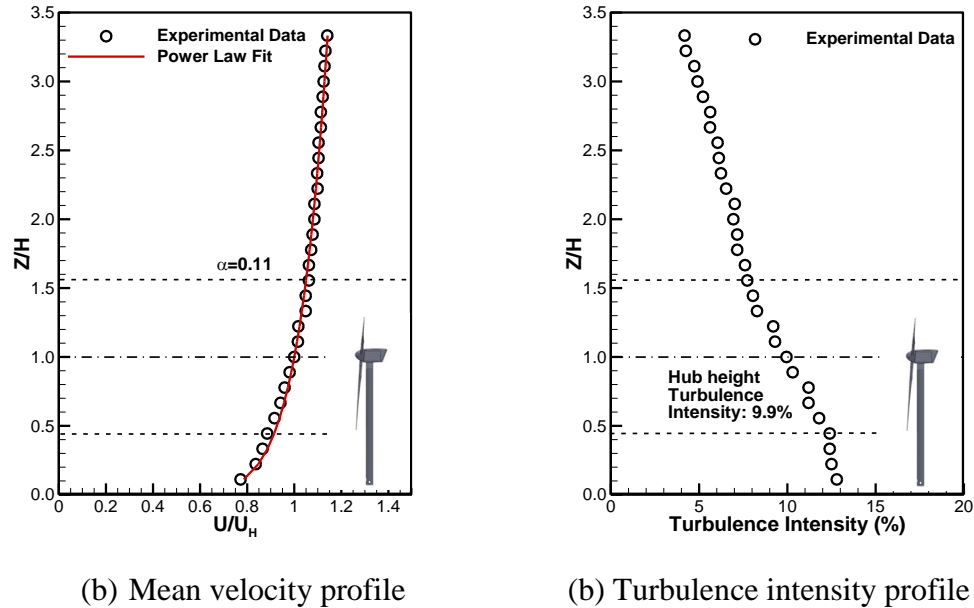 3.5
3.0
2.5
2.0
1.5
1.0
0.5
0.0
Z/H
Experimental Data
Power Law Fit
α=0.11
0 0.2 0.4 0.6 0.8 1 1.2 1.4
U/U_H
(b) Mean velocity profile
3.5
3.0
2.5
2.0
1.5
1.0
0.5
0.0
Z/H
Experimental Data
Hub height
Turbulence
Intensity: 9.9%
0 5 10 15 20
Turbulence Intensity (%)
(b) Turbulence intensity profile